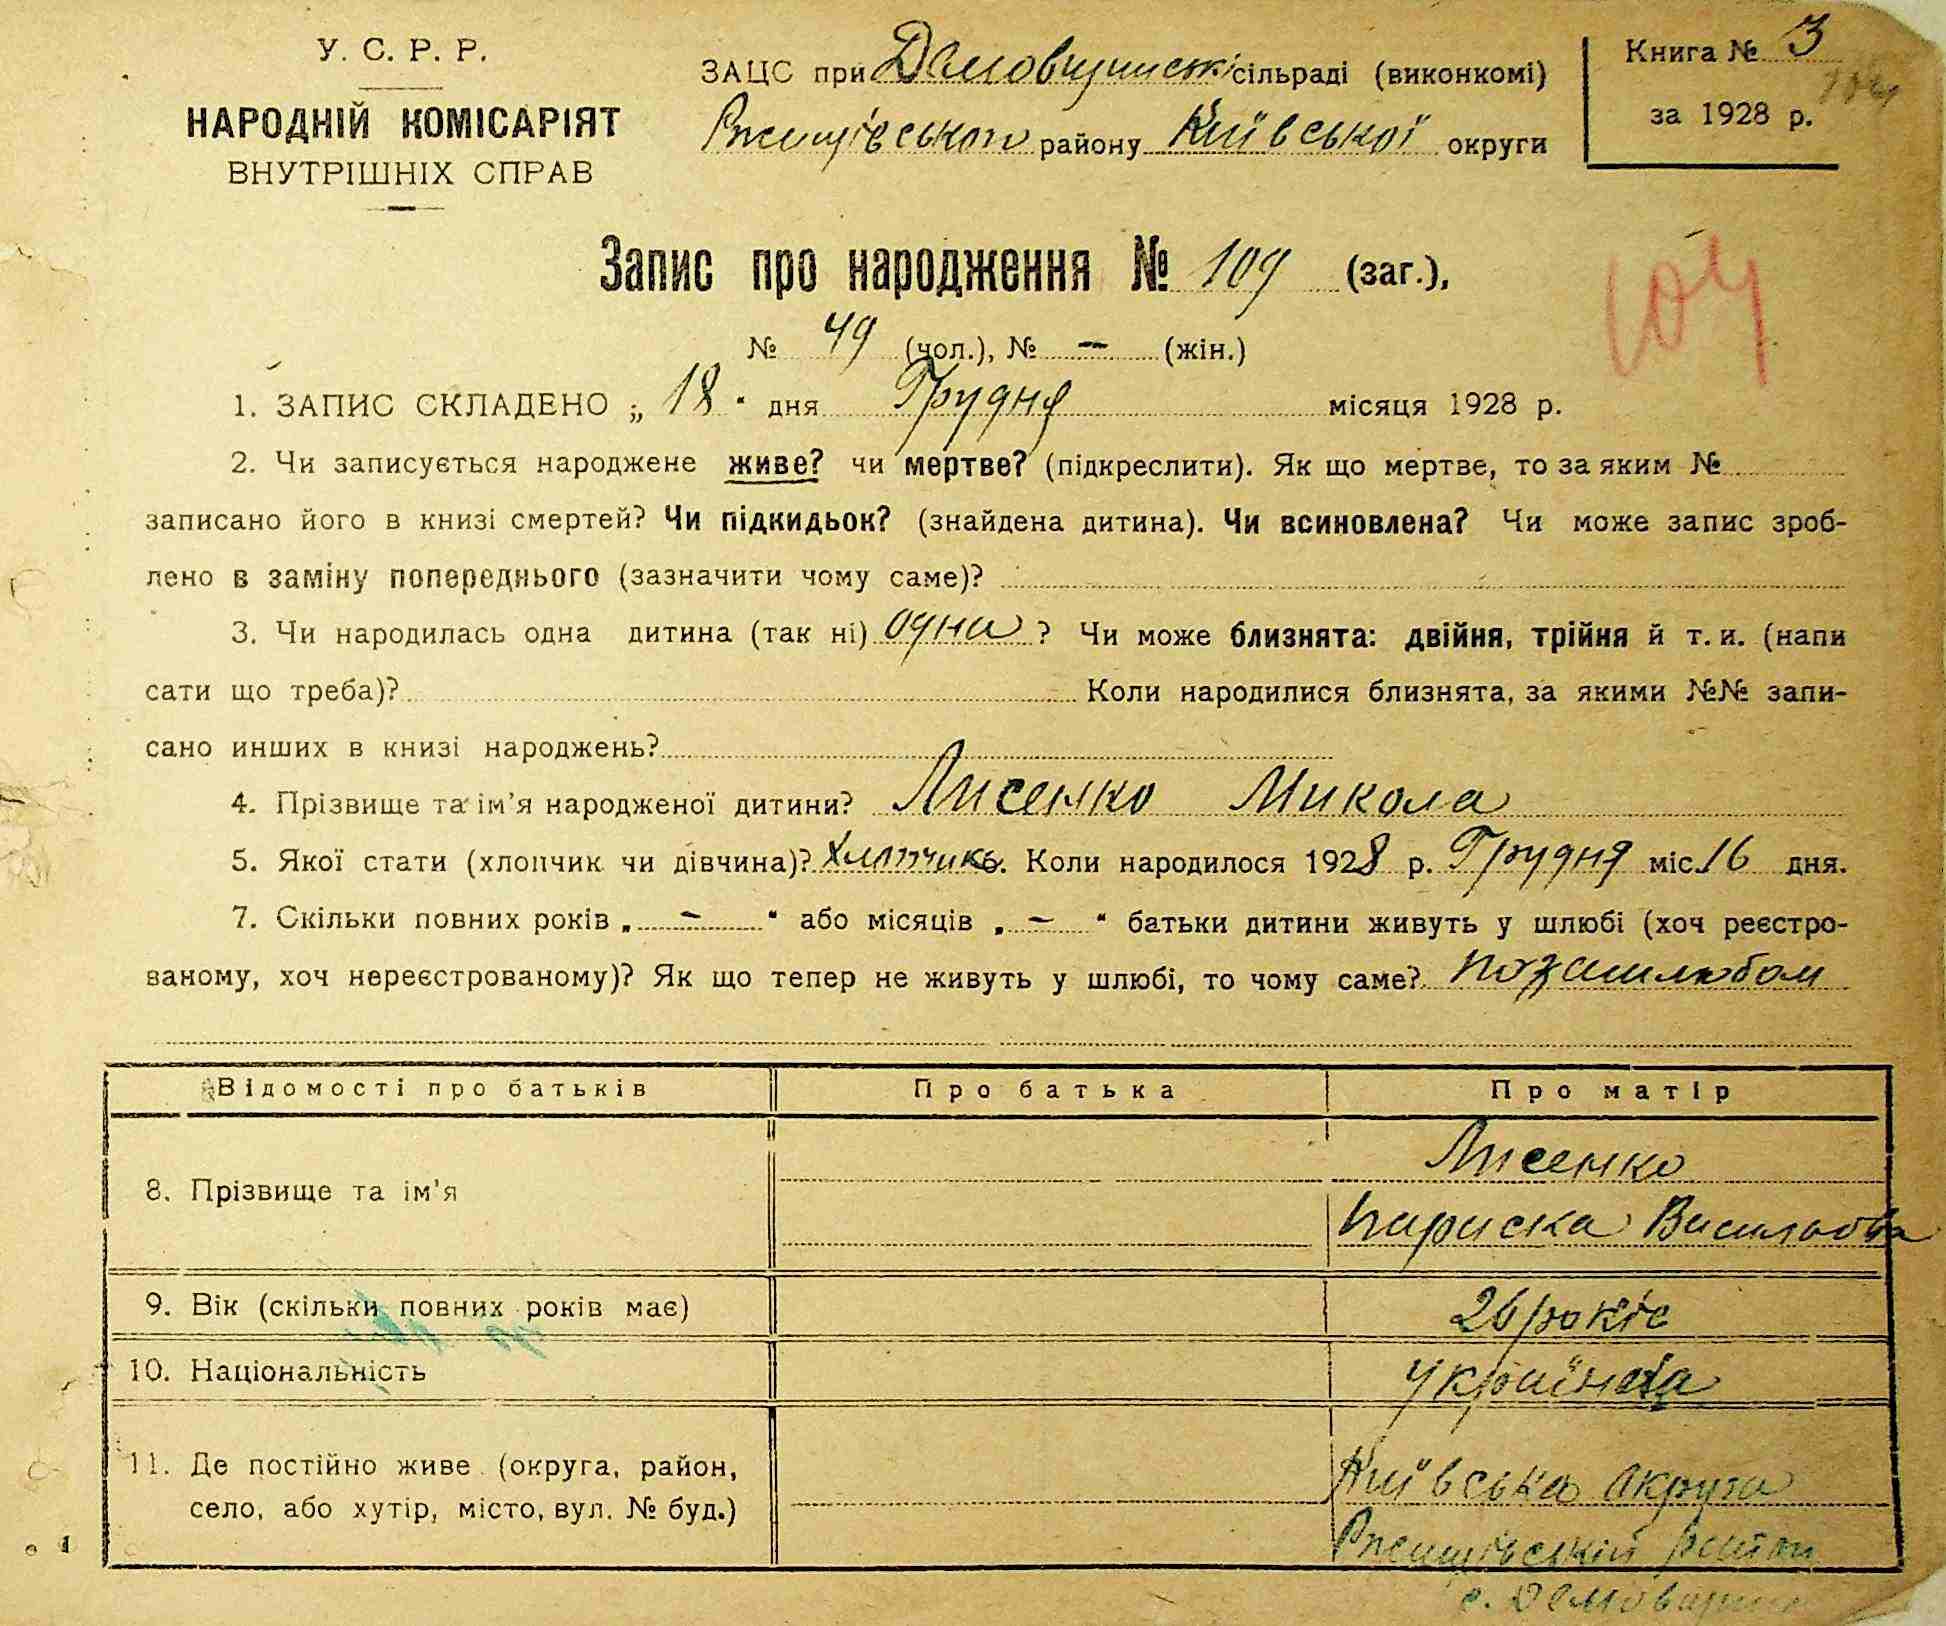 У. С. Р. Р.
НАРОДНІЙ КОМІСАРІЯТ
ВНУТРІШНІХ СПРАВ
ЗАЦС при Демовщинські сільраді (виконкомі)
Ржищівського району Київської округи
Книга № 3
за 1928 р.
104
Запис про народження № 109 (заг.),
№ 49 (чол.), № — (жін.)
1. ЗАПИС СКЛАДЕНО „ 18 “ дня Грудня місяця 1928 р.
2. Чи записується народжене живе? чи мертве? (підкреслити). Як що мертве, то за яким №
записано його в книзі смертей? Чи підкидьок? (знайдена дитина). Чи всиновлена? Чи може запис зроб-
лено в заміну попереднього (зазначити чому саме)?
3. Чи народилась одна дитина (так ні) одна ? Чи може близнята: двійня, трійня й т. и. (напи
сати що треба)? Коли народилися близнята, за якими №№ запи-
сано инших в книзі народжень?
4. Прізвище та ім'я народженої дитини? Лисенко Микола
5. Якої стати (хлопчик чи дівчина)? Хлопчик. Коли народилося 1928 р. Грудня міс. 16 дня.
7. Скільки повних років „ — “ або місяців „ — “ батьки дитини живуть у шлюбі (хоч реєстро-
ваному, хоч нереєстрованому)? Як що тепер не живуть у шлюбі, то чому саме? позашлюбом
Відомості про батьків Про батька Про матір
8. Прізвище та ім'я
Лисенко
Париска Васильова
9. Вік (скільки повних років має) 26 років
10. Національність українка
11. Де постійно живе (округа, район,
село, або хутір, місто, вул. № буд.)
Київська округа
Ржищівській район
с. Демовщина